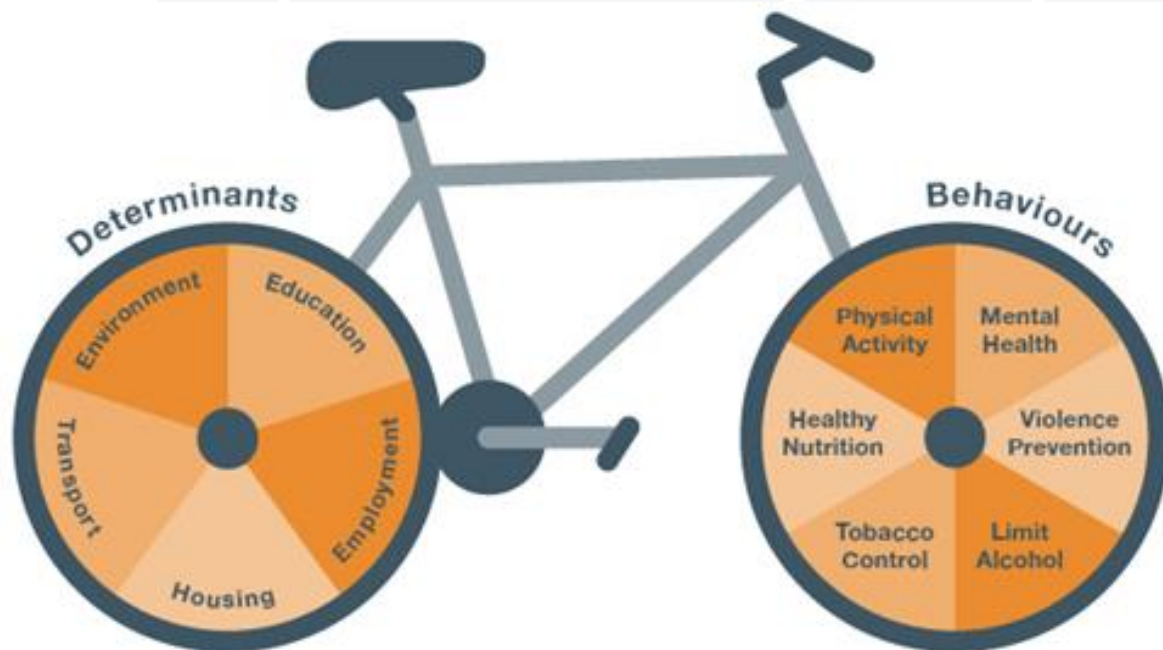 Determinants
Environment
Education
Transport
Employment
Housing
Behaviours
Physical
Activity
Mental
Health
Healthy
Nutrition
Violence
Prevention
Tobacco
Control
Limit
Alcohol